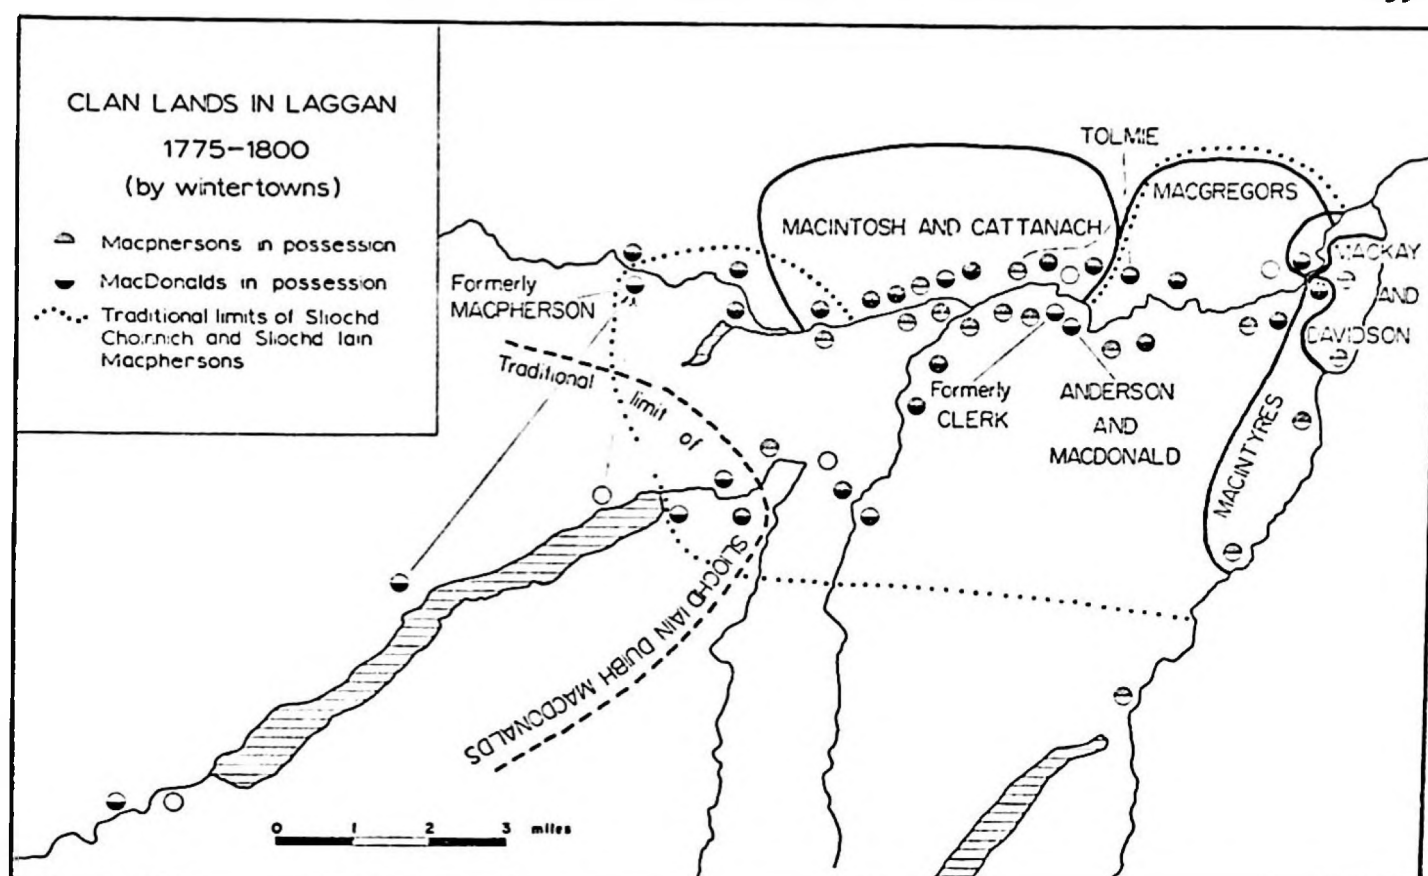 CLAN LANDS IN LAGGAN
1775–1800
(by wintertowns)
Macphersons in possession
MacDonalds in possession
Traditional limits of Sliochd
Choinnich and Sliochd Iain
Macphersons
TOLMIE
MACGREGORS
MACINTOSH AND CATTANACH
MACKAY
AND
DAVIDSON
Formerly
MACPHERSON
Traditional
limit of
SLIOCHD IAIN DUIBH MACDONALDS
Formerly
CLERK
ANDERSON
AND
MACDONALD
MACINTYRES
0 1 2 3 miles